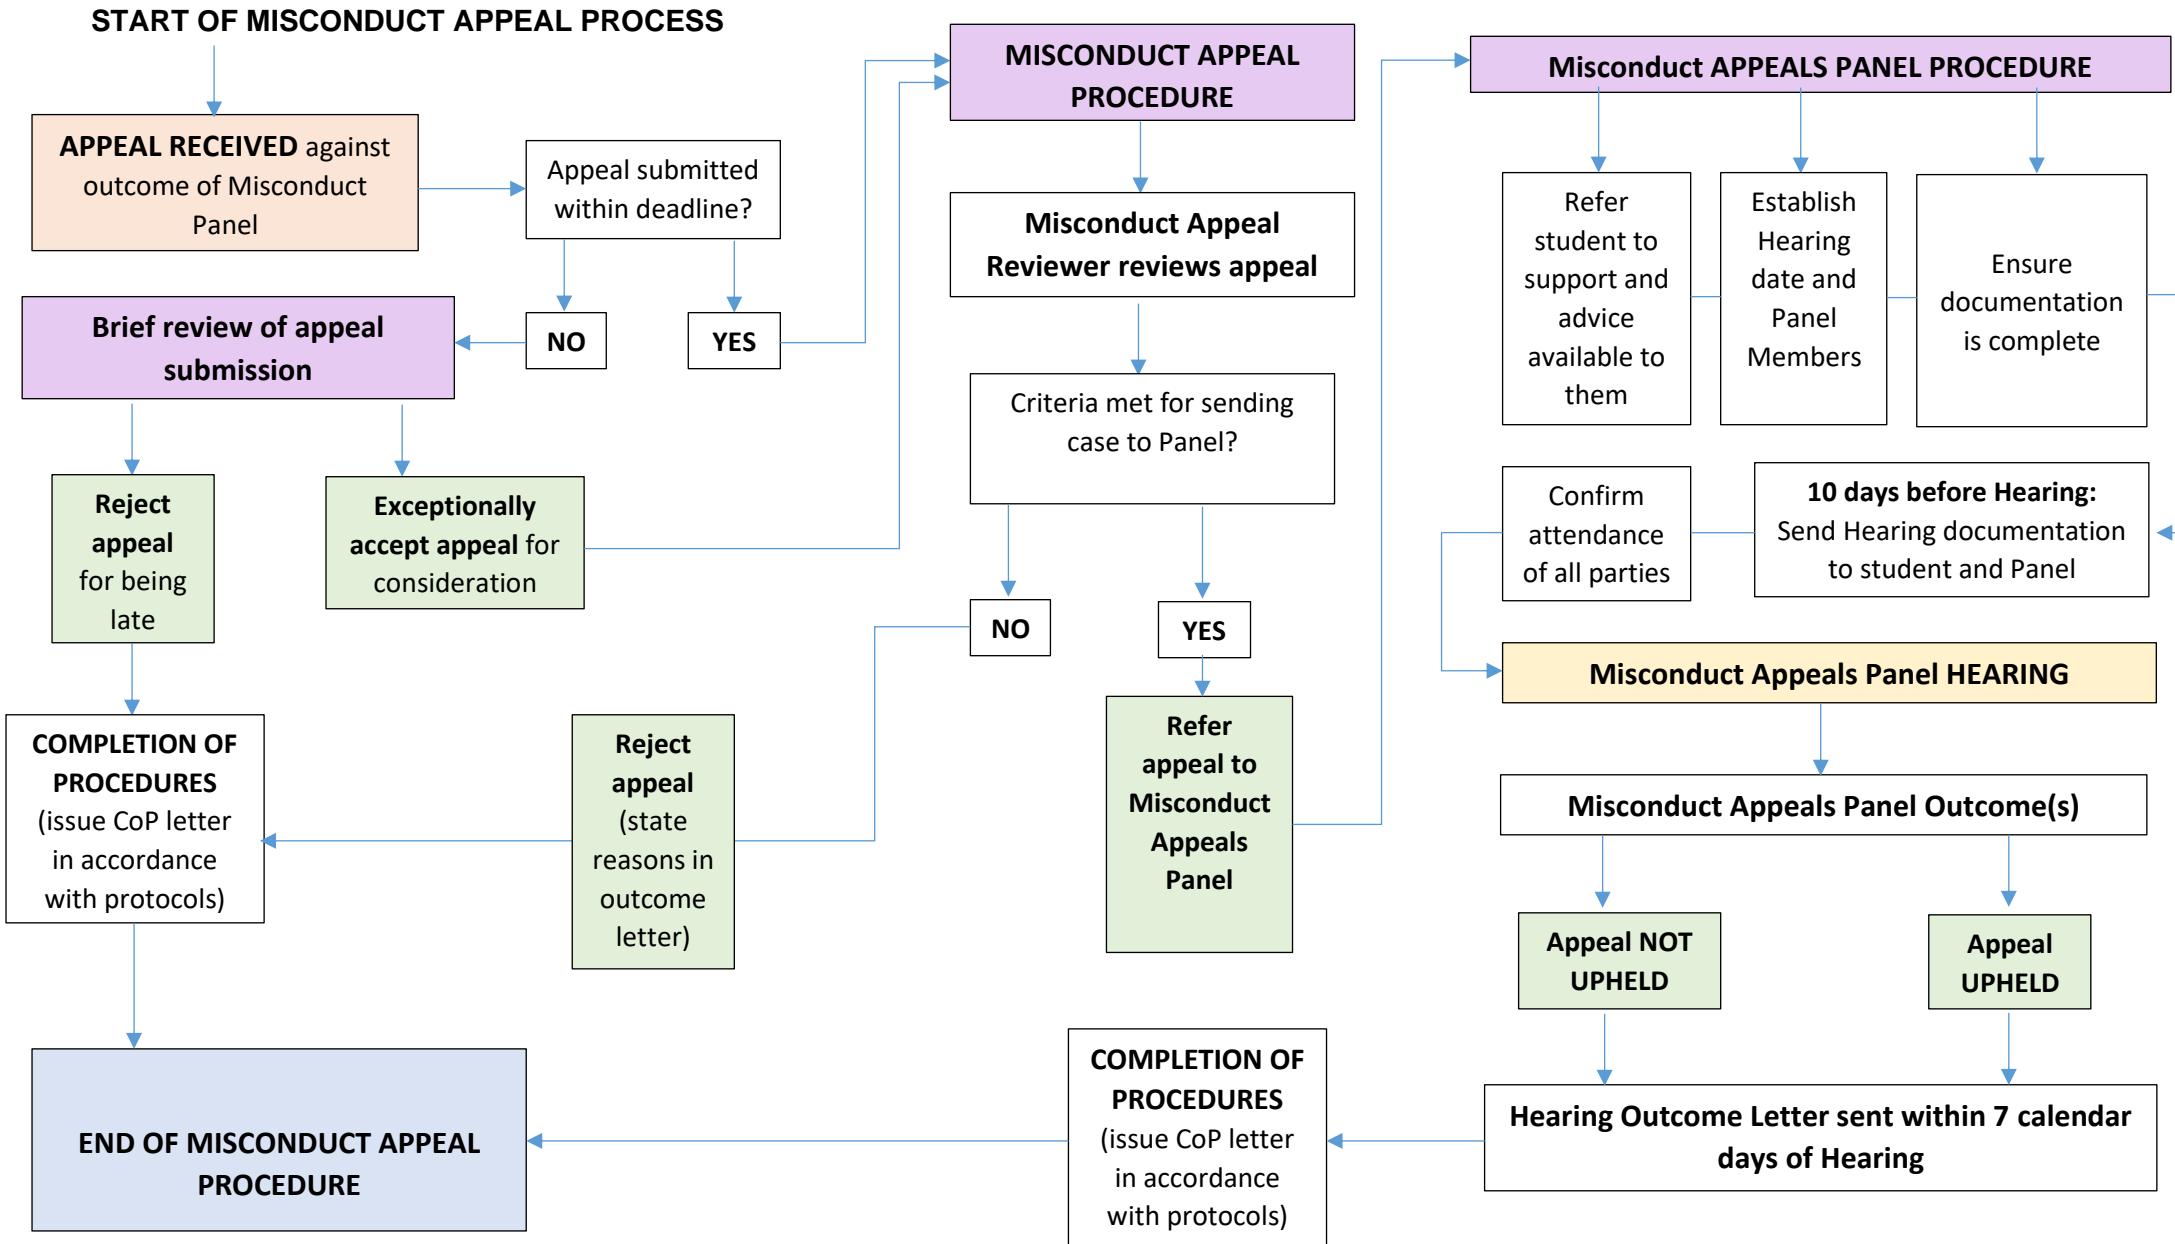 START OF MISCONDUCT APPEAL PROCESS
APPEAL RECEIVED against
outcome of Misconduct
Panel
Appeal submitted
within deadline?
NO
YES
Brief review of appeal
submission
Reject
appeal
for being
late
Exceptionally
accept appeal for
consideration
COMPLETION OF
PROCEDURES
(issue CoP letter
in accordance
with protocols)
Reject
appeal
(state
reasons in
outcome
letter)
END OF MISCONDUCT APPEAL
PROCEDURE
MISCONDUCT APPEAL
PROCEDURE
Misconduct Appeal
Reviewer reviews appeal
Criteria met for sending
case to Panel?
NO
YES
Refer
appeal to
Misconduct
Appeals
Panel
COMPLETION OF
PROCEDURES
(issue CoP letter
in accordance
with protocols)
Misconduct APPEALS PANEL PROCEDURE
Refer
student to
support and
advice
available to
them
Establish
Hearing
date and
Panel
Members
Ensure
documentation
is complete
Confirm
attendance
of all parties
10 days before Hearing:
Send Hearing documentation
to student and Panel
Misconduct Appeals Panel HEARING
Misconduct Appeals Panel Outcome(s)
Appeal NOT
UPHELD
Appeal
UPHELD
Hearing Outcome Letter sent within 7 calendar
days of Hearing